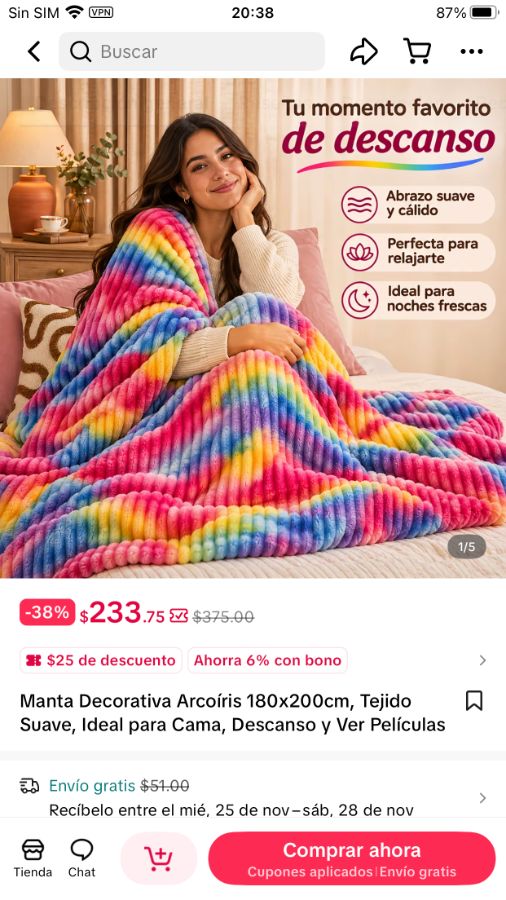 Sin SIM VPN 20:38 87%
Buscar
Tu momento favorito
de descanso
Abrazo suave
y cálido
Perfecta para
relajarte
Ideal para
noches frescas
1/5
-38% $233.75 $375.00
$25 de descuento Ahorra 6% con bono
Manta Decorativa Arcoíris 180x200cm, Tejido
Suave, Ideal para Cama, Descanso y Ver Películas
Envío gratis $51.00
Recíbelo entre el mié, 25 de nov–sáb, 28 de nov
Tienda
Chat
Comprar ahora
Cupones aplicados|Envío gratis